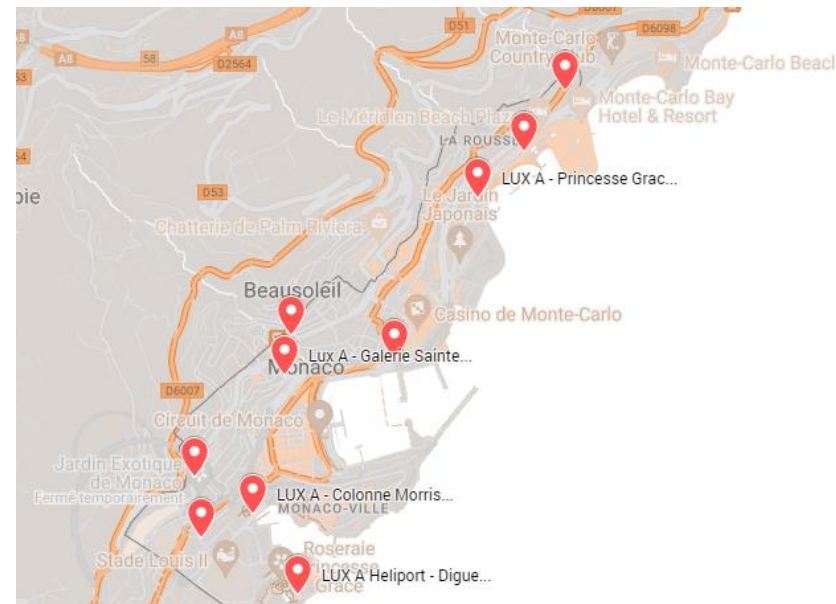 D6007
D51
D6098
A8
58
A8
D2564
Monte-Carlo
Country Club
Monte-Carlo Beach
Monte-Carlo Bay
Hotel & Resort
Le Méridien Beach Plaza
LA ROUSSE
LUX A - Princesse Grac...
Le Jardin
Japonais
D53
Chatterie de Palm Riviera
Beausoleil
Casino de Monte-Carlo
Lux A - Galerie Sainte...
Monaco
D6007
Circuit de Monaco
Jardin Exotique
de Monaco
Fermé temporairement
LUX A - Colonne Morris...
MONACO-VILLE
Stade Louis II
Roseraie
Princesse
Grace
LUX A Heliport - Digue...